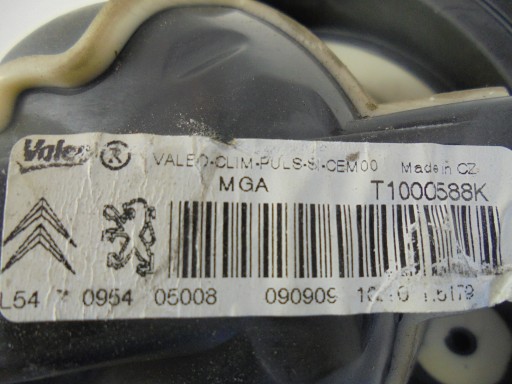 Valeo ® VALEO-CLIM-PULS-SI-CEM00 Made in CZ
MGA T1000588K
L54 0954 05008 090909